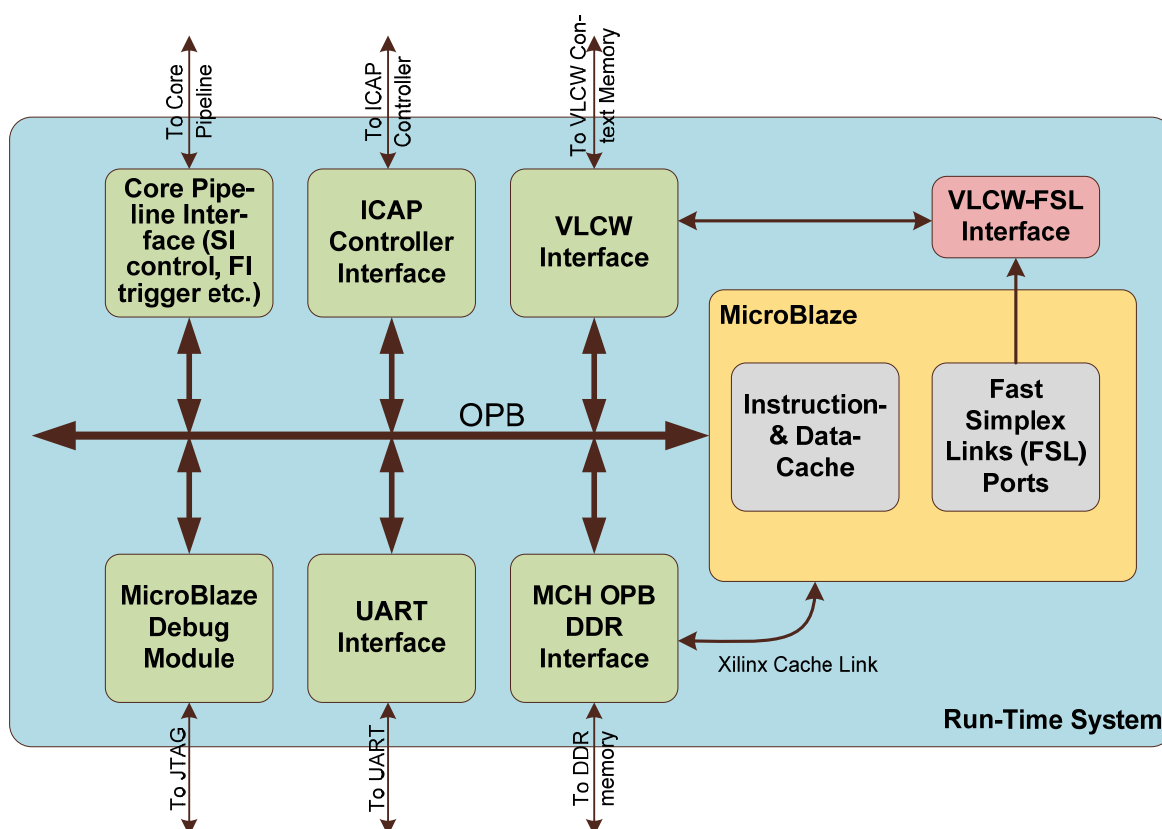 To Core
Pipeline
To ICAP
Controller
To VLCW Con-
text Memory
Core Pipe-
line Inter-
face (SI
control, FI
trigger etc.)
ICAP
Controller
Interface
VLCW
Interface
VLCW-FSL
Interface
MicroBlaze
Instruction-
& Data-
Cache
Fast
Simplex
Links (FSL)
Ports
OPB
MicroBlaze
Debug
Module
UART
Interface
MCH OPB
DDR
Interface
Xilinx Cache Link
Run-Time System
To JTAG
To UART
To DDR
memory